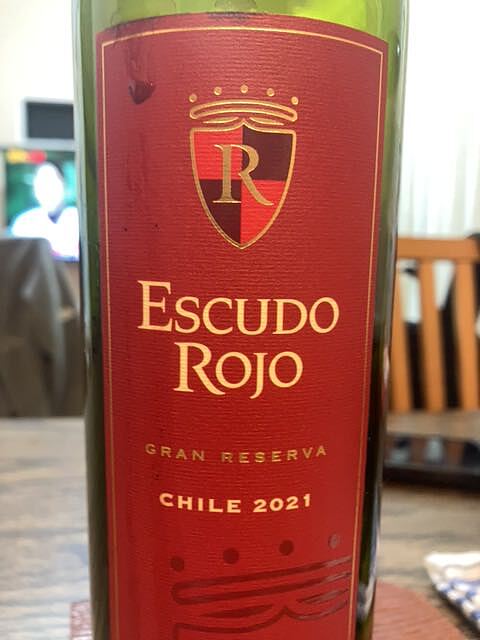 R
ESCUDO
ROJO
GRAN RESERVA
CHILE 2021